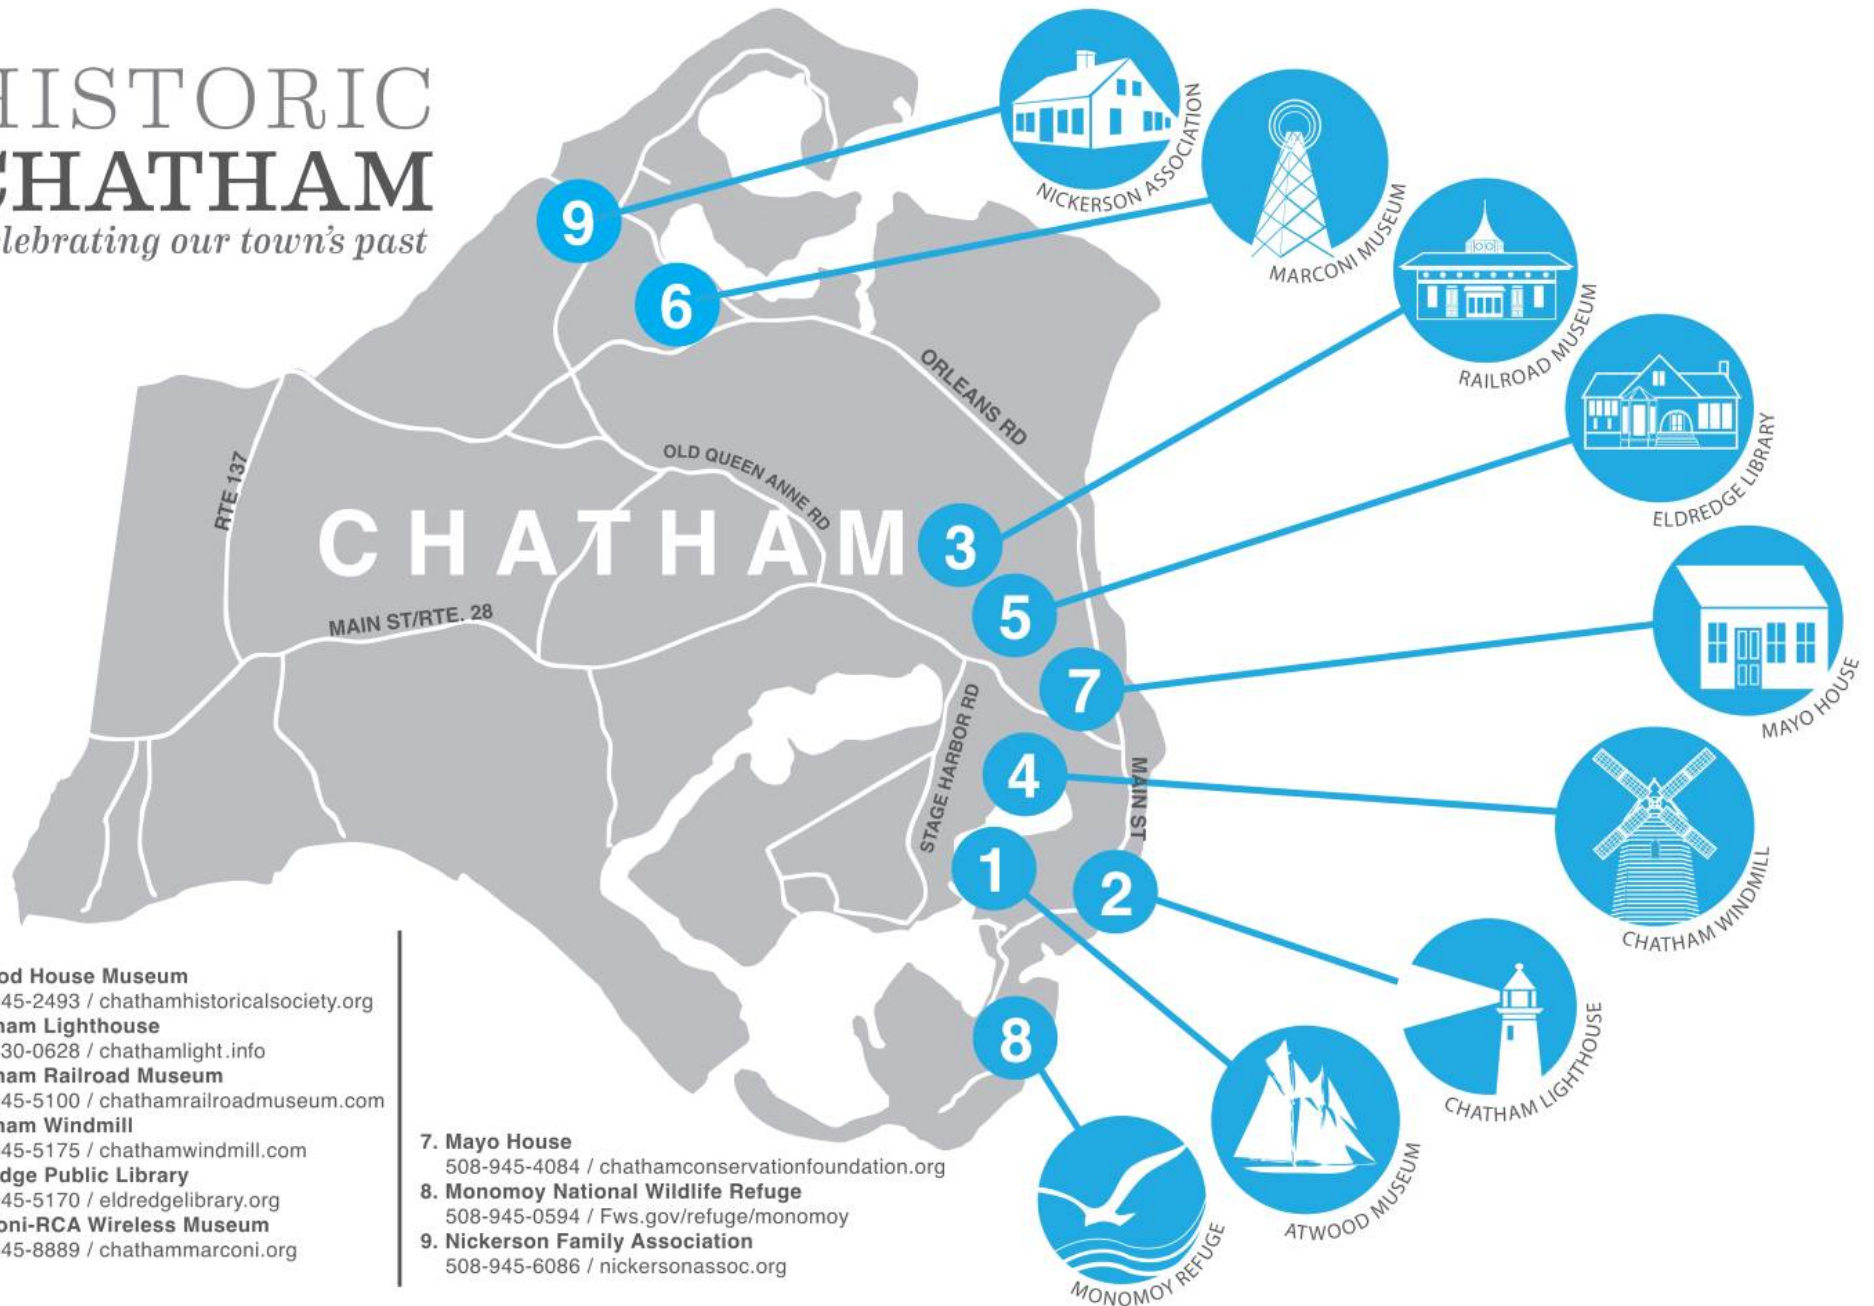 HISTORIC
CHATHAM
lebrating our town's past
NICKERSON ASSOCIATION
MARCONI MUSEUM
RAILROAD MUSEUM
ELDREDGE LIBRARY
MAYO HOUSE
CHATHAM WINDMILL
CHATHAM LIGHTHOUSE
ATWOOD MUSEUM
MONOMOY REFUGE
9
6
ORLEANS RD
OLD QUEEN ANNE RD
RTE 137
CHATHAM
3
5
MAIN ST/RTE. 28
7
STAGE HARBOR RD
4
MAIN ST
1
2
8
od House Museum
45-2493 / chathamhistoricalsociety.org
ham Lighthouse
30-0628 / chathamlight.info
ham Railroad Museum
45-5100 / chathamrailroadmuseum.com
ham Windmill
45-5175 / chathamwindmill.com
dge Public Library
45-5170 / eldredgelibrary.org
oni-RCA Wireless Museum
45-8889 / chathammarconi.org
7. Mayo House
508-945-4084 / chathamconservationfoundation.org
8. Monomoy National Wildlife Refuge
508-945-0594 / Fws.gov/refuge/monomoy
9. Nickerson Family Association
508-945-6086 / nickersonassoc.org